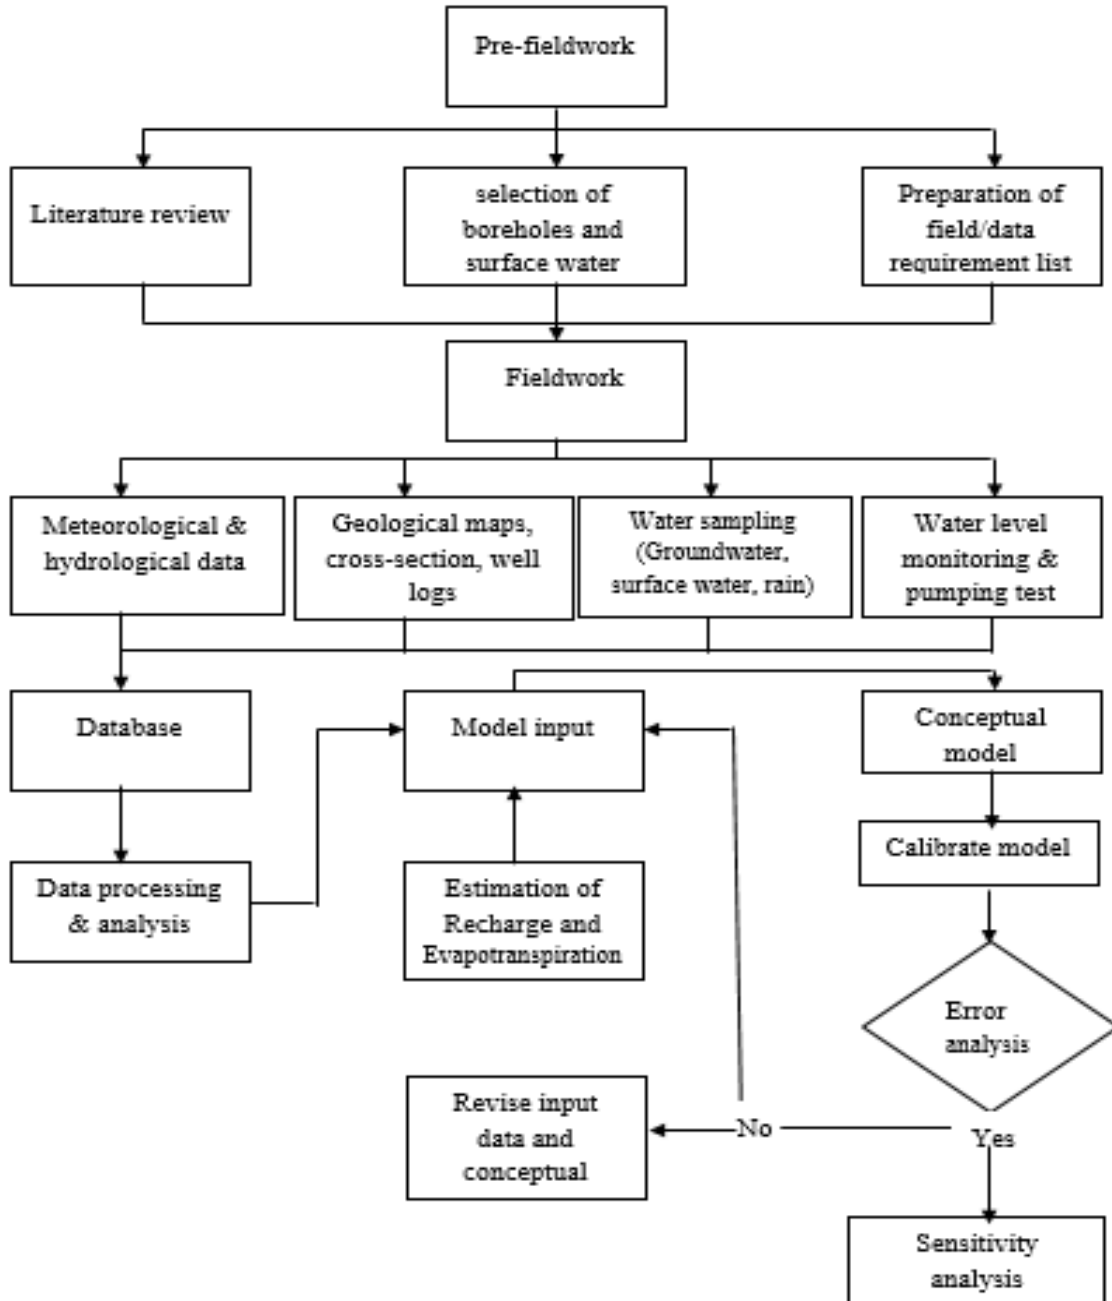 Pre-fieldwork
Literature review
selection of
boreholes and
surface water
Preparation of
field/data
requirement list
Fieldwork
Meteorological &
hydrological data
Geological maps,
cross-section, well
logs
Water sampling
(Groundwater,
surface water, rain)
Water level
monitoring &
pumping test
Database
Model input
Conceptual
model
Calibrate model
Data processing
& analysis
Estimation of
Recharge and
Evapotranspiration
Error
analysis
Revise input
data and
conceptual
No
Yes
Sensitivity
analysis